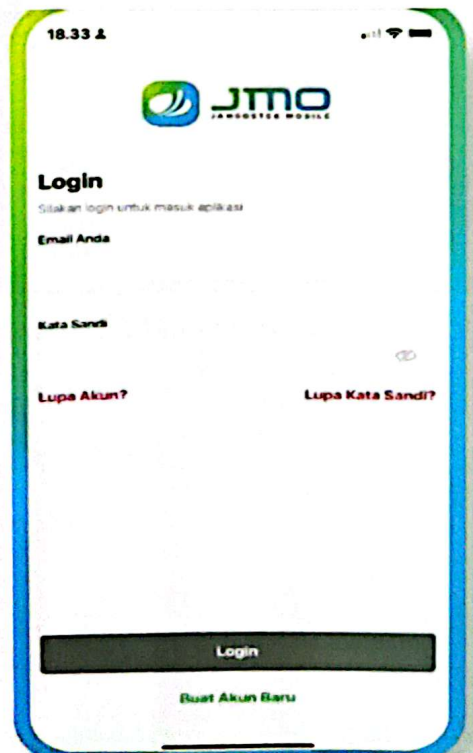 18.33
JMO
JAMSOSTEK MOBILE
Login
Silakan login untuk masuk aplikasi
Email Anda
Kata Sandi
Lupa Akun? Lupa Kata Sandi?
Login
Buat Akun Baru